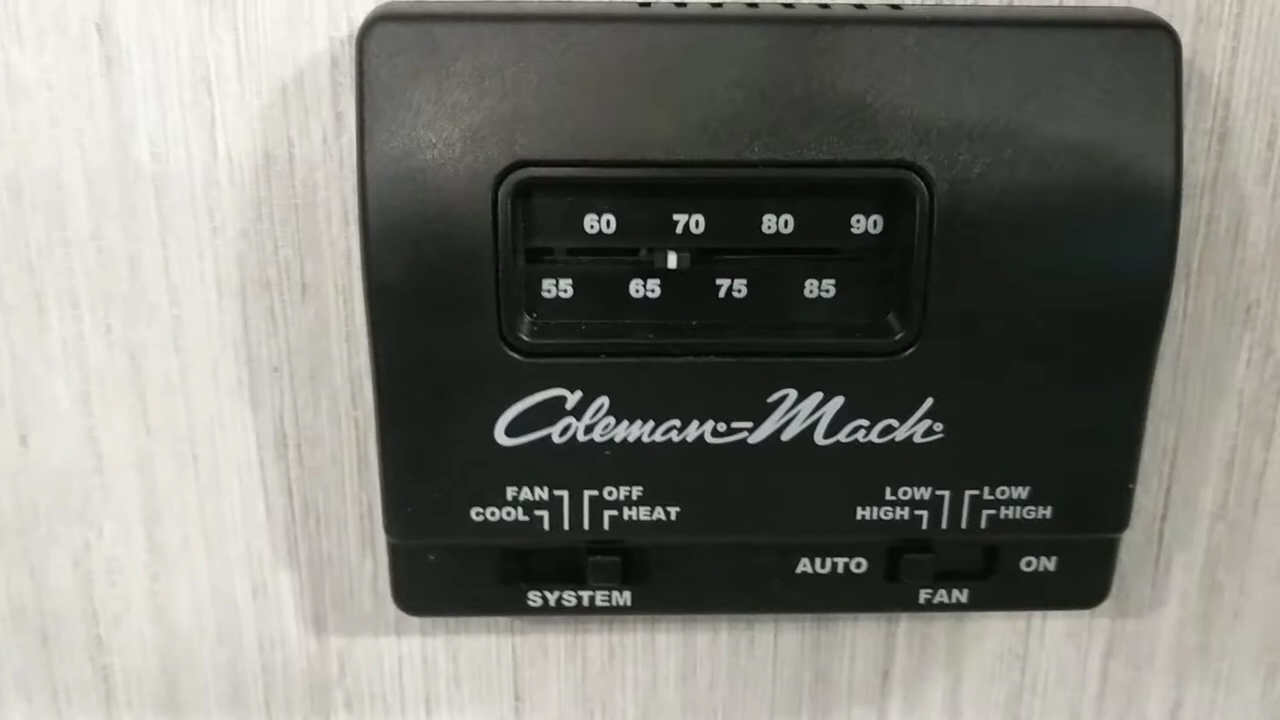 60 70 80 90
55 65 75 85
Coleman-Mach
FAN OFF
COOL HEAT
LOW LOW
HIGH HIGH
AUTO ON
SYSTEM
FAN